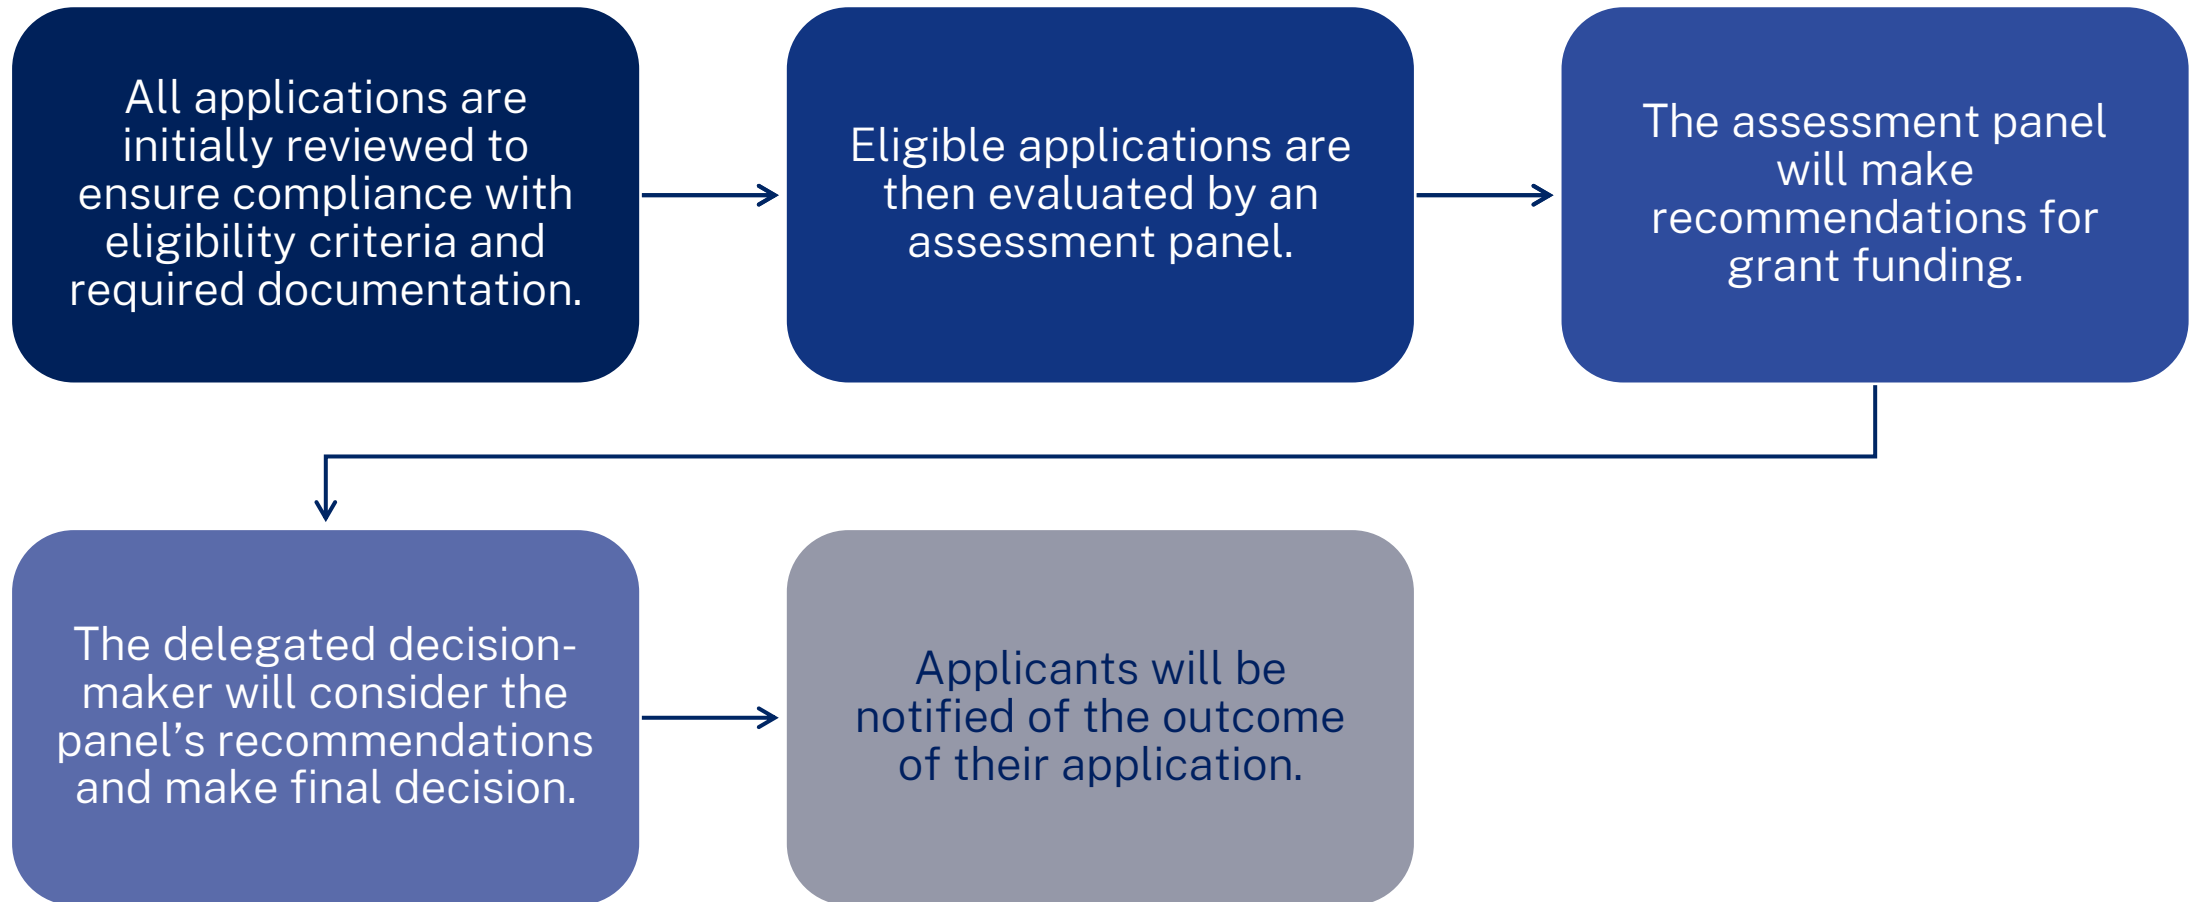 All applications are
initially reviewed to
ensure compliance with
eligibility criteria and
required documentation.
Eligible applications are
then evaluated by an
assessment panel.
The assessment panel
will make
recommendations for
grant funding.
The delegated decision-
maker will consider the
panel’s recommendations
and make final decision.
Applicants will be
notified of the outcome
of their application.